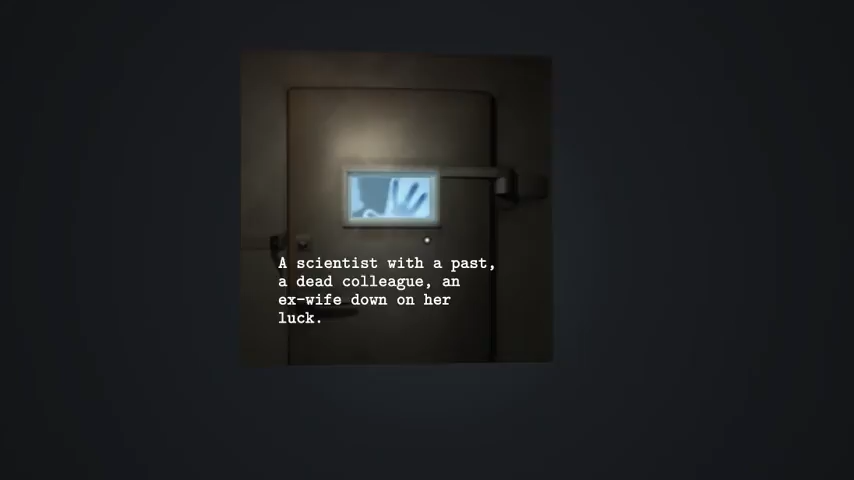 A scientist with a past,
a dead colleague, an
ex-wife down on her
luck.